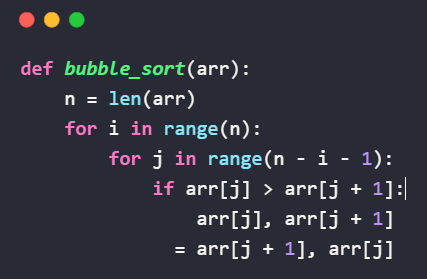 def bubble_sort(arr):
    n = len(arr)
    for i in range(n):
        for j in range(n - i - 1):
            if arr[j] > arr[j + 1]:
                arr[j], arr[j + 1]
              = arr[j + 1], arr[j]